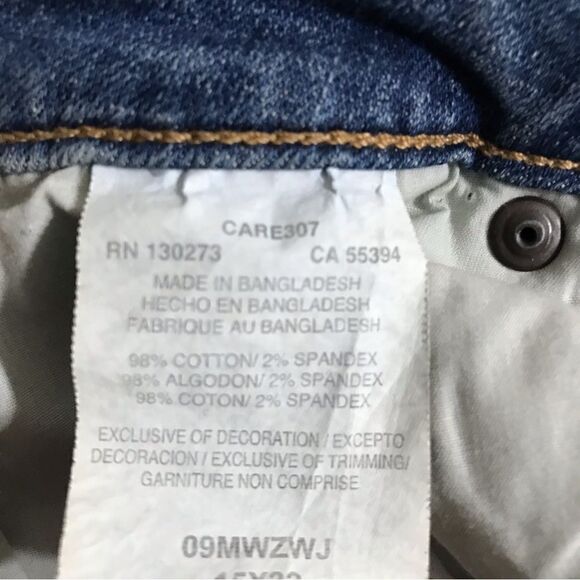 CARE307
RN 130273 CA 55394
MADE IN BANGLADESH
HECHO EN BANGLADESH
FABRIQUE AU BANGLADESH
98% COTTON/ 2% SPANDEX
98% ALGODON/ 2% SPANDEX
98% COTON/ 2% SPANDEX
EXCLUSIVE OF DECORATION / EXCEPTO
DECORACION / EXCLUSIVE OF TRIMMING/
GARNITURE NON COMPRISE
09MWZWJ